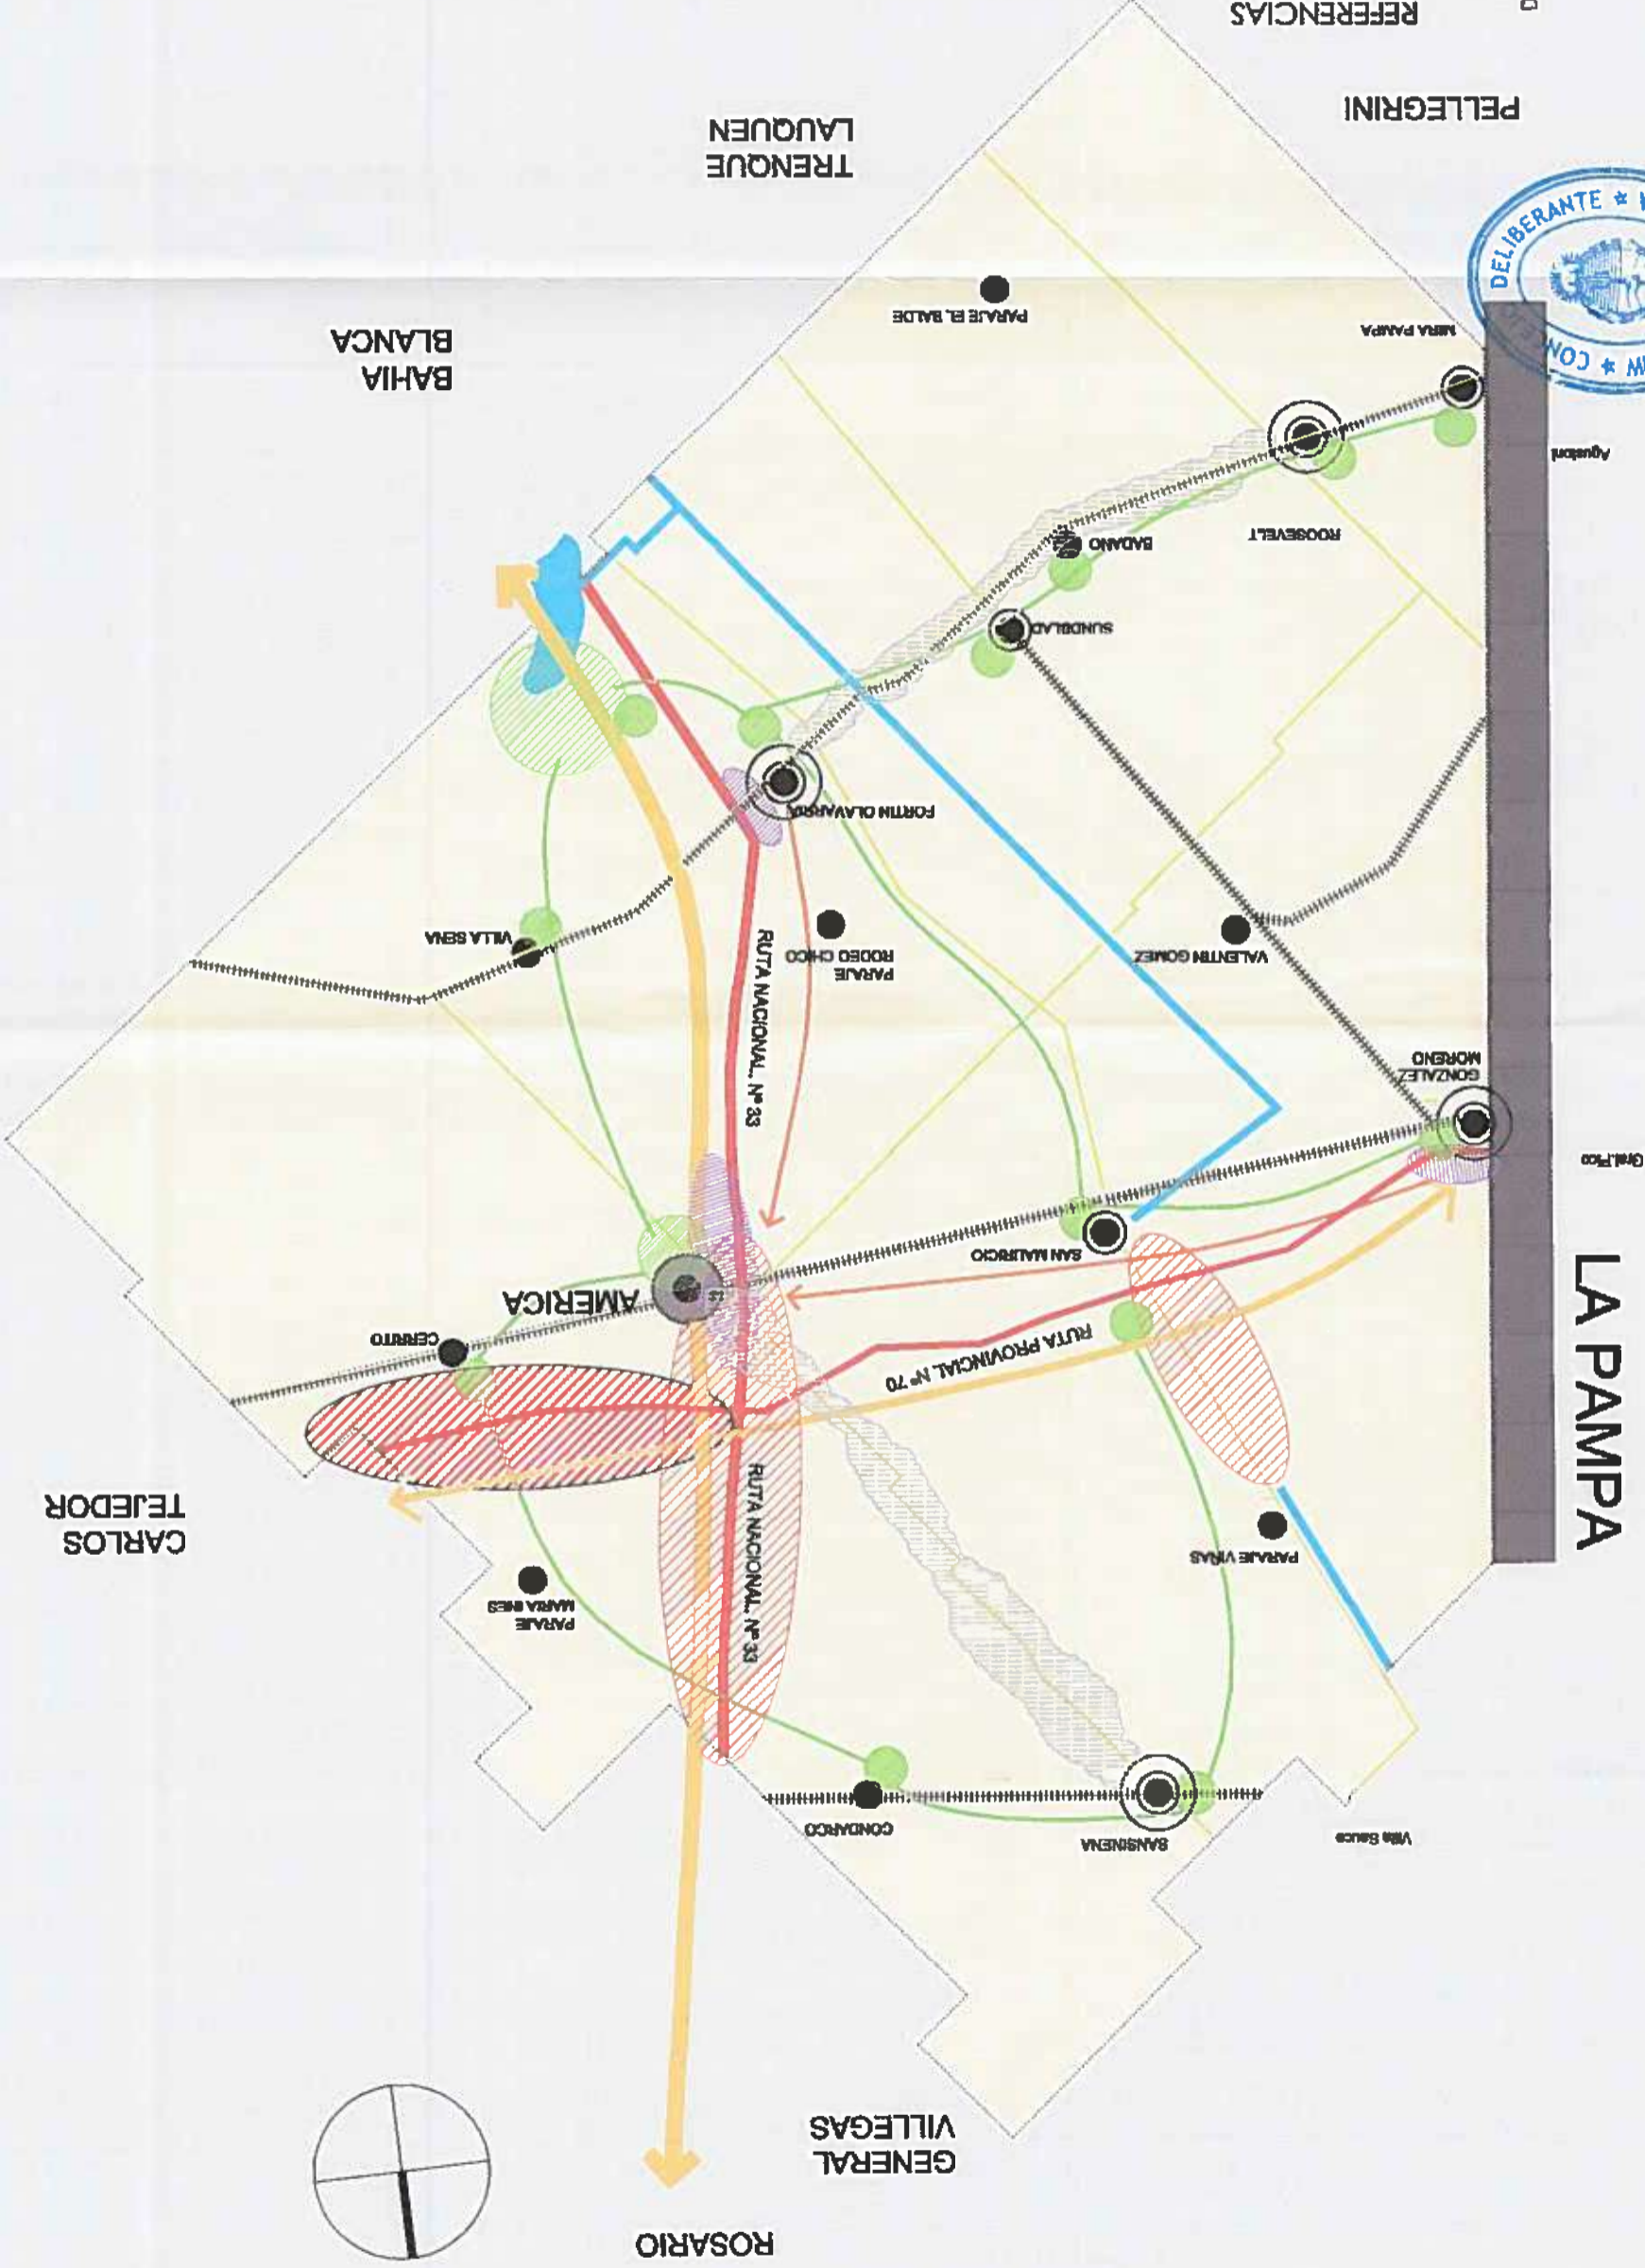 ROSARIO
GENERAL
VILLEGAS
Villa Sauce
SANSINENA
CONDARCO
PARAJE
MARIA INES
PARAJE VIÑAS
CARLOS
TEJEDOR
LA PAMPA
RUTA NACIONAL. Nº 33
RUTA PROVINCIAL Nº 70
CERRITO
AMERICA
SAN MAURICIO
Gral.Pico
GONZALEZ
MORENO
RUTA NACIONAL. Nº 33
PARAJE
RODEO CHICO
VALENTIN GOMEZ
VILLA SENA
FORTIN OLAVARRIA
SUNDBLAD
BADANO
ROOSEVELT
Agustoni
MIRA PAMPA
PARAJE EL BALDE
BAHIA
BLANCA
TRENQUE
LAUQUEN
DELIBERANTE
PELLEGRINI
REFERENCIAS